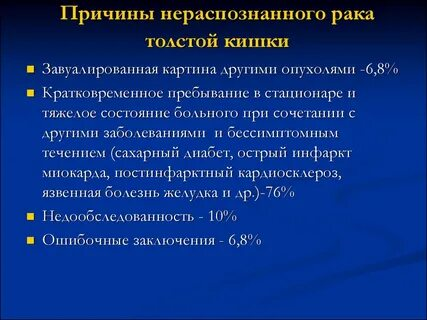 Причины нераспознанного рака
толстой кишки
Завуалированная картина другими опухолями -6,8%
Кратковременное пребывание в стационаре и
тяжелое состояние больного при сочетании с
другими заболеваниями и бессимптомным
течением (сахарный диабет, острый инфаркт
миокарда, постинфарктный кардиосклероз,
язвенная болезнь желудка и др.)-76%
Недообследованность - 10%
Ошибочные заключения - 6,8%